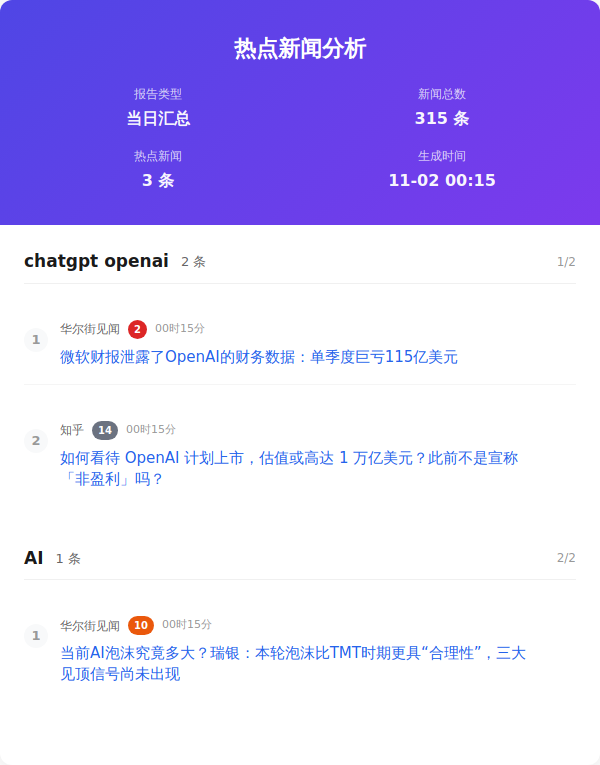 热点新闻分析
报告类型
新闻总数
当日汇总
315 条
热点新闻
生成时间
3 条
11-02 00:15
chatgpt openai 2 条 1/2
1
华尔街见闻 2 00时15分
微软财报泄露了OpenAI的财务数据：单季度巨亏115亿美元
2
知乎 14 00时15分
如何看待 OpenAI 计划上市，估值或高达 1 万亿美元？此前不是宣称
「非盈利」吗？
AI 1 条 2/2
1
华尔街见闻 10 00时15分
当前AI泡沫究竟多大？瑞银：本轮泡沫比TMT时期更具“合理性”，三大
见顶信号尚未出现